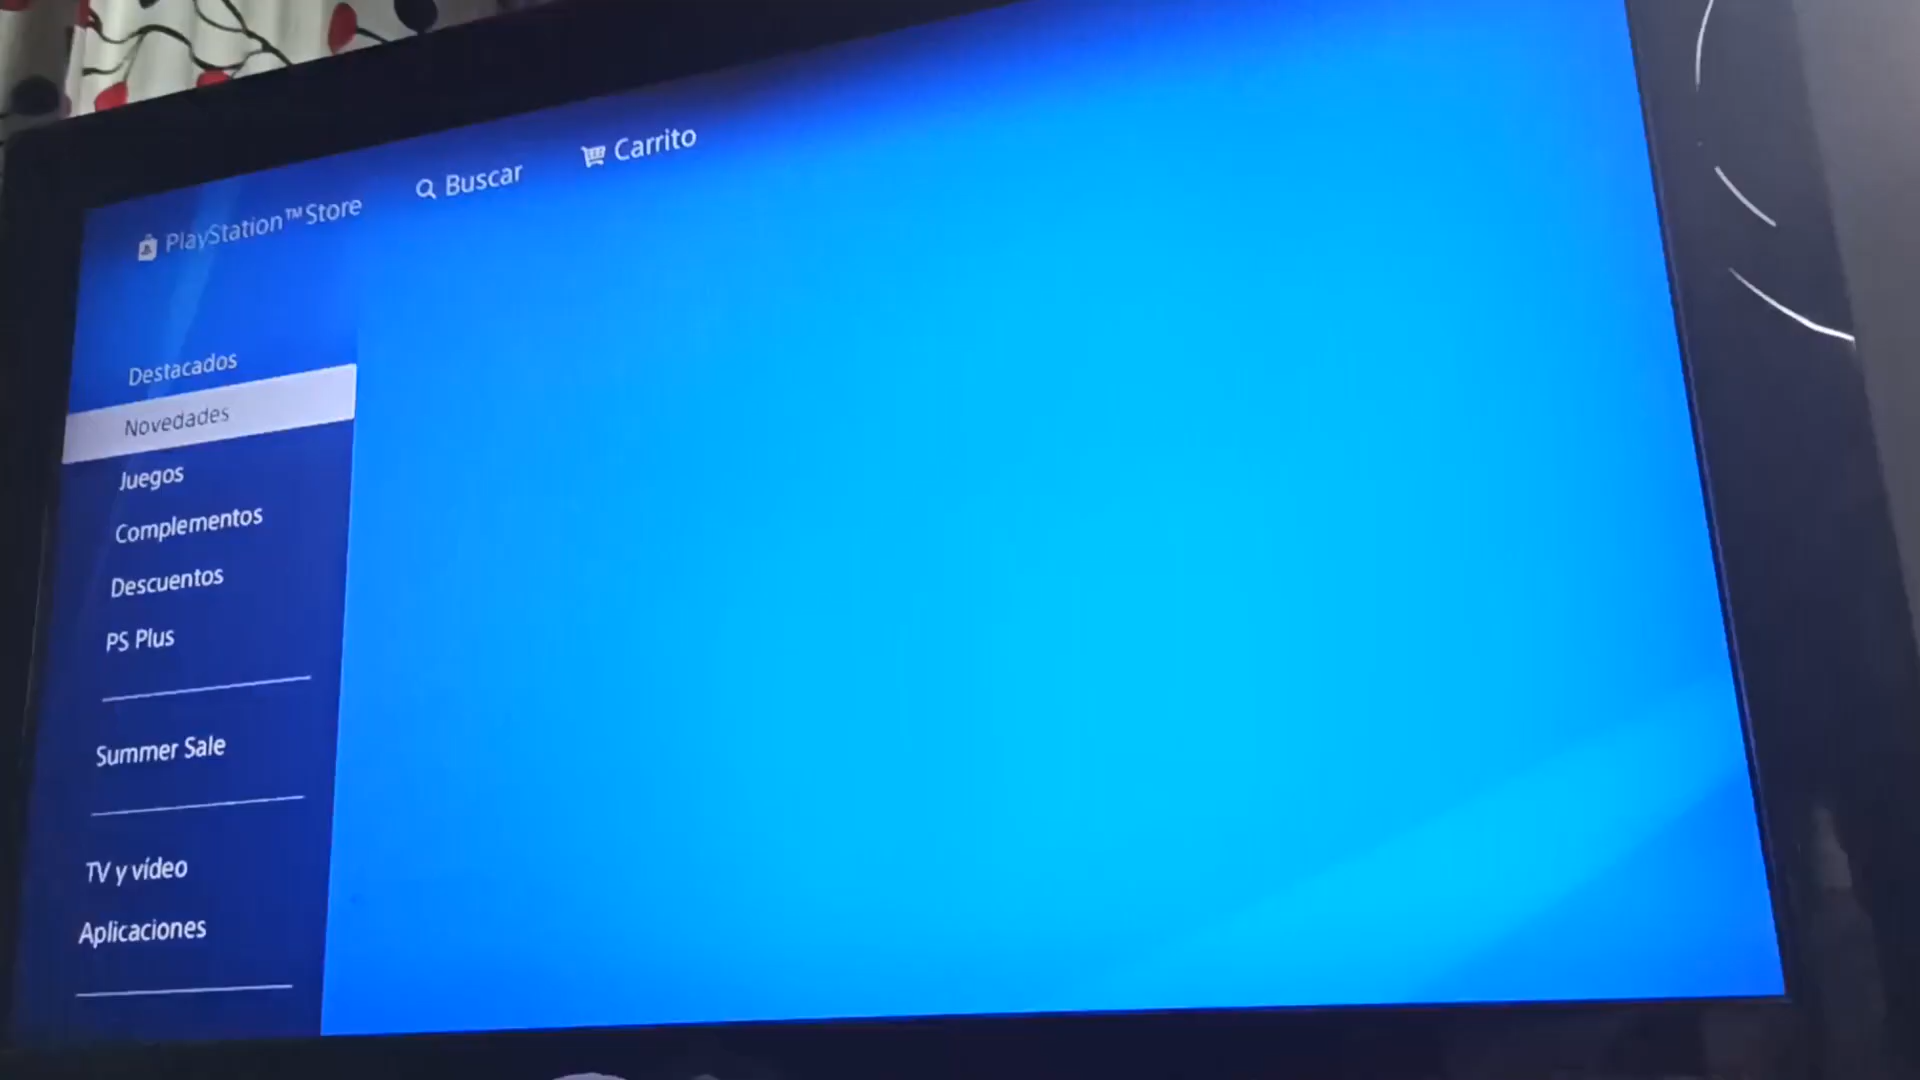 PlayStation™Store
Buscar
Carrito
Destacados
Novedades
Juegos
Complementos
Descuentos
PS Plus
Summer Sale
TV y vídeo
Aplicaciones